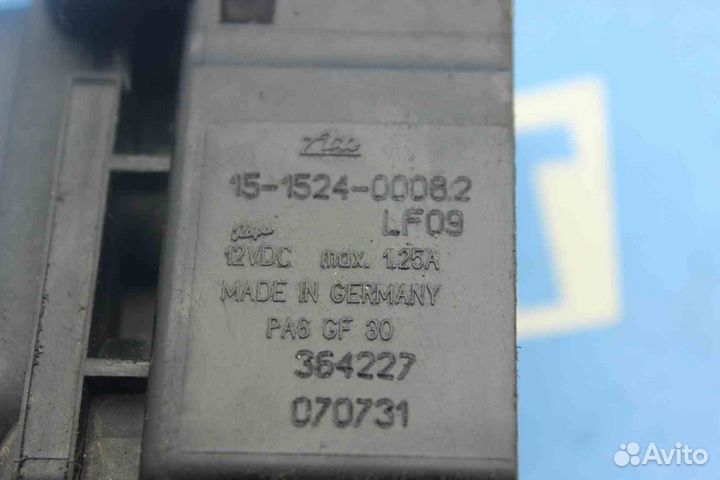 15-1524-0008.2
LF09
12VDC max. 1.25A
MADE IN GERMANY
PA6 GF 30
364227
070731
Avito